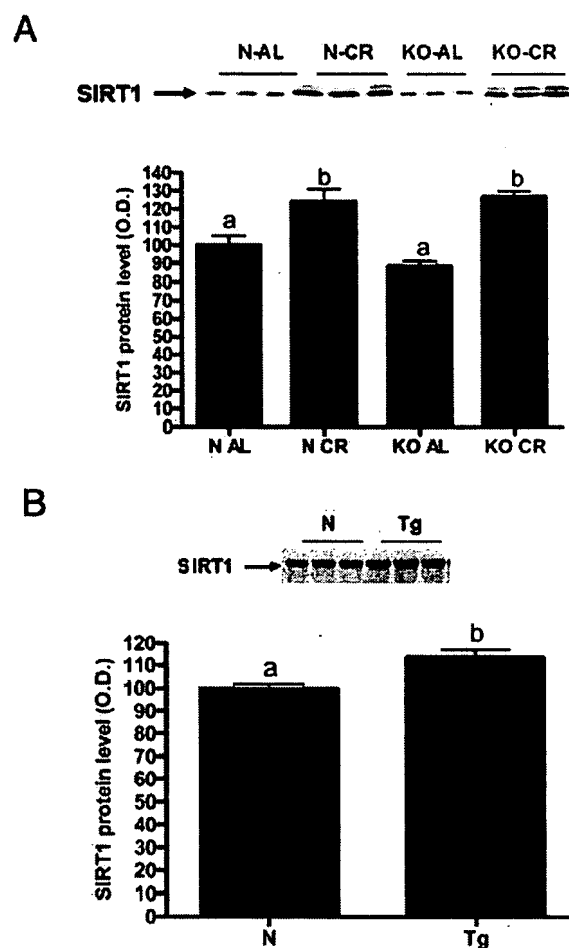 A
N-AL N-CR KO-AL KO-CR
SIRT1
SIRT1 protein level (O.D.)
140
130
120
110
100
90
80
70
60
50
40
30
20
10
0
a b a b
N AL N CR KO AL KO CR
B
N Tg
SIRT1
SIRT1 protein level (O.D.)
120
110
100
90
80
70
60
50
40
30
20
10
0
a b
N Tg